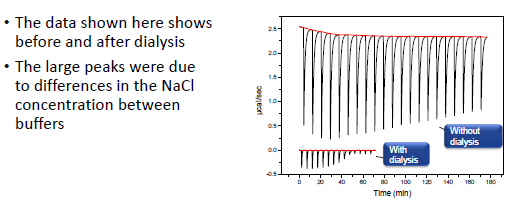 • The data shown here shows
before and after dialysis
• The large peaks were due
to differences in the NaCl
concentration between
buffers
2.5
2.0
1.5
1.0
0.5
0.0
-0.5
µcal/sec
Without
dialysis
With
dialysis
0 20 40 60 80 100 120 140 160 180
Time (min)